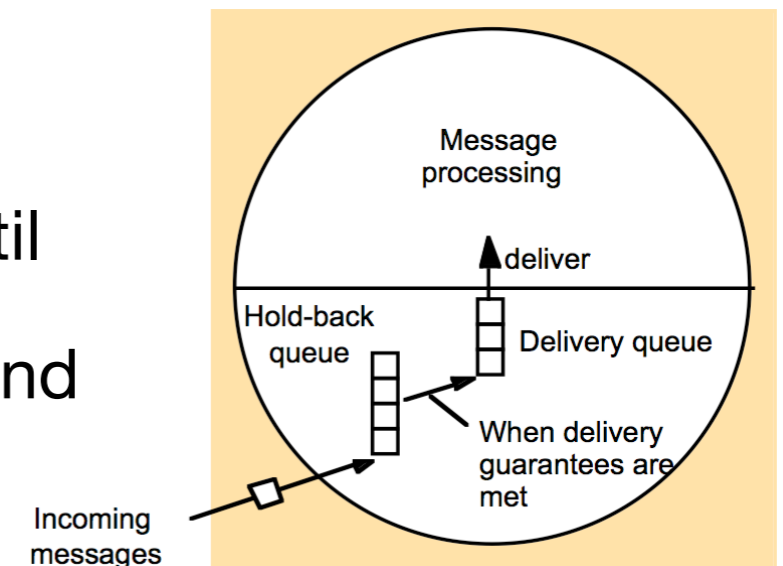 til
nd
Message
processing
deliver
Hold-back
queue
Delivery queue
When delivery
guarantees are
met
Incoming
messages